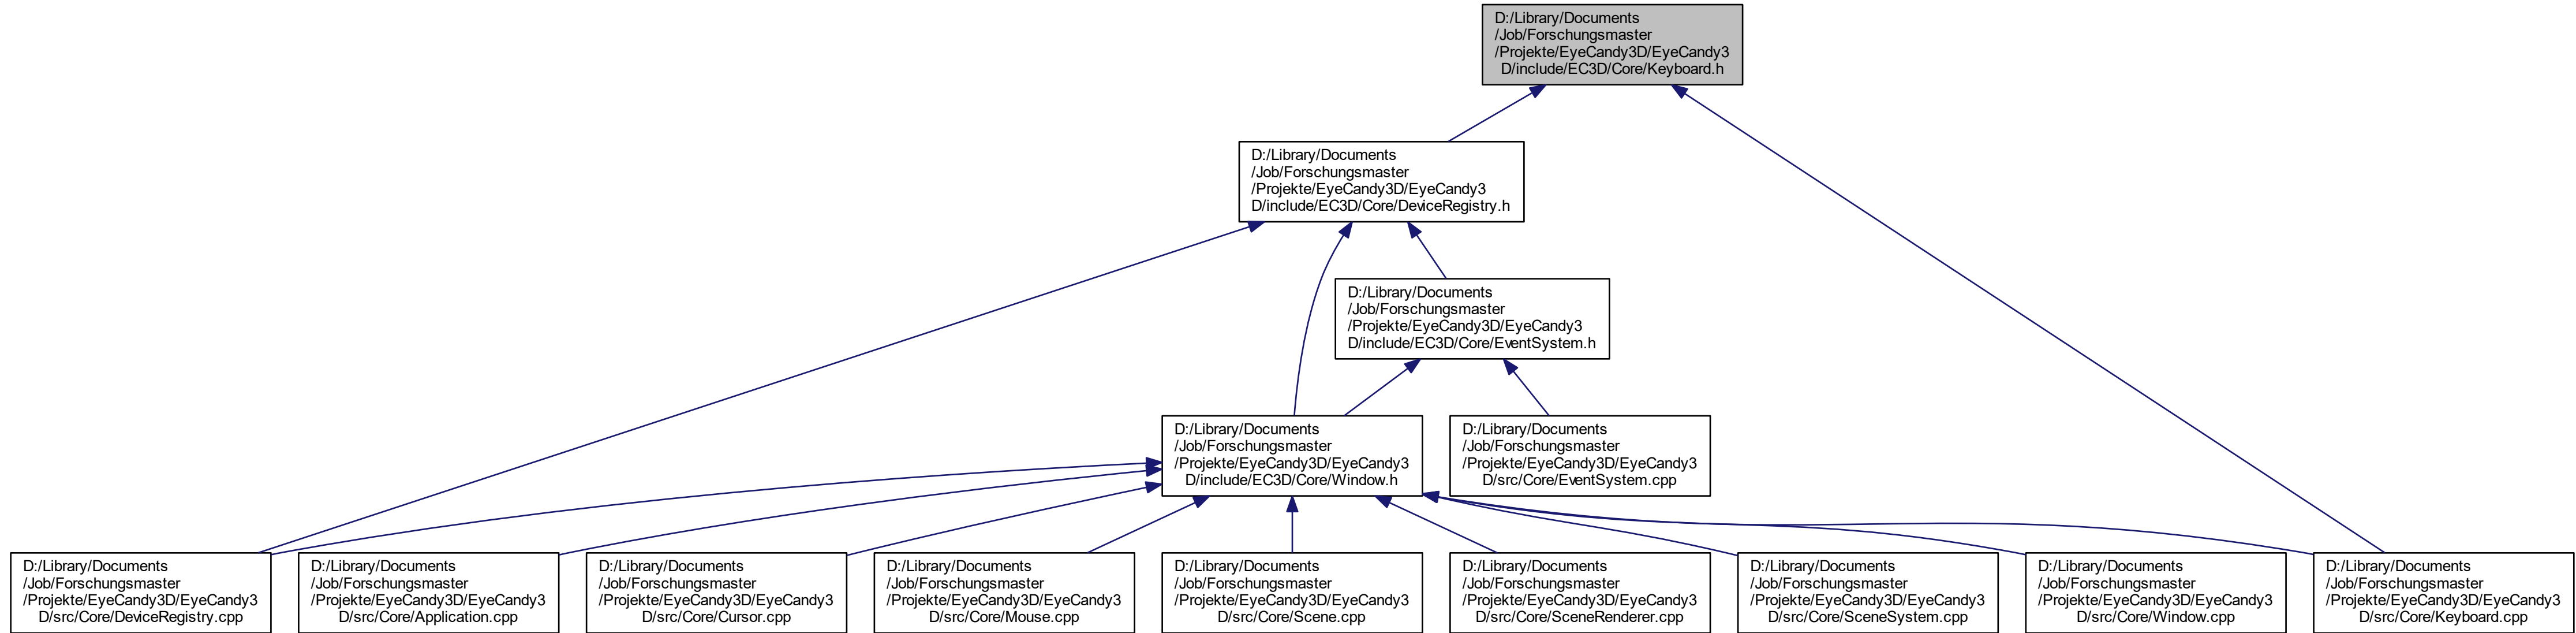 D:/Library/Documents
/Job/Forschungsmaster
/Projekte/EyeCandy3D/EyeCandy3
D/include/EC3D/Core/Keyboard.h
D:/Library/Documents
/Job/Forschungsmaster
/Projekte/EyeCandy3D/EyeCandy3
D/include/EC3D/Core/DeviceRegistry.h
D:/Library/Documents
/Job/Forschungsmaster
/Projekte/EyeCandy3D/EyeCandy3
D/include/EC3D/Core/EventSystem.h
D:/Library/Documents
/Job/Forschungsmaster
/Projekte/EyeCandy3D/EyeCandy3
D/include/EC3D/Core/Window.h
D:/Library/Documents
/Job/Forschungsmaster
/Projekte/EyeCandy3D/EyeCandy3
D/src/Core/EventSystem.cpp
D:/Library/Documents
/Job/Forschungsmaster
/Projekte/EyeCandy3D/EyeCandy3
D/src/Core/DeviceRegistry.cpp
D:/Library/Documents
/Job/Forschungsmaster
/Projekte/EyeCandy3D/EyeCandy3
D/src/Core/Application.cpp
D:/Library/Documents
/Job/Forschungsmaster
/Projekte/EyeCandy3D/EyeCandy3
D/src/Core/Cursor.cpp
D:/Library/Documents
/Job/Forschungsmaster
/Projekte/EyeCandy3D/EyeCandy3
D/src/Core/Mouse.cpp
D:/Library/Documents
/Job/Forschungsmaster
/Projekte/EyeCandy3D/EyeCandy3
D/src/Core/Scene.cpp
D:/Library/Documents
/Job/Forschungsmaster
/Projekte/EyeCandy3D/EyeCandy3
D/src/Core/SceneRenderer.cpp
D:/Library/Documents
/Job/Forschungsmaster
/Projekte/EyeCandy3D/EyeCandy3
D/src/Core/SceneSystem.cpp
D:/Library/Documents
/Job/Forschungsmaster
/Projekte/EyeCandy3D/EyeCandy3
D/src/Core/Window.cpp
D:/Library/Documents
/Job/Forschungsmaster
/Projekte/EyeCandy3D/EyeCandy3
D/src/Core/Keyboard.cpp